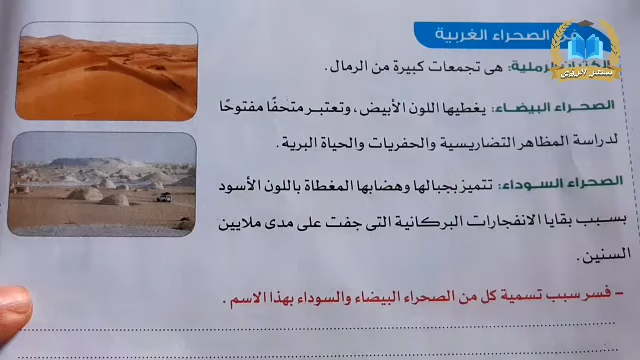 فى الصحراء الغربية
الكثبان الرملية: هى تجمعات كبيرة من الرمال.
الصحراء البيضاء: يغطيها اللون الأبيض، وتعتبر متحفًا مفتوحًا
لدراسة المظاهر التضاريسية والحفريات والحياة البرية.
الصحراء السوداء: تتميز بجبالها وهضابها المغطاة باللون الأسود
بسبب بقايا الانفجارات البركانية التى جفت على مدى ملايين
السنين.
– فسر سبب تسمية كل من الصحراء البيضاء والسوداء بهذا الاسم.